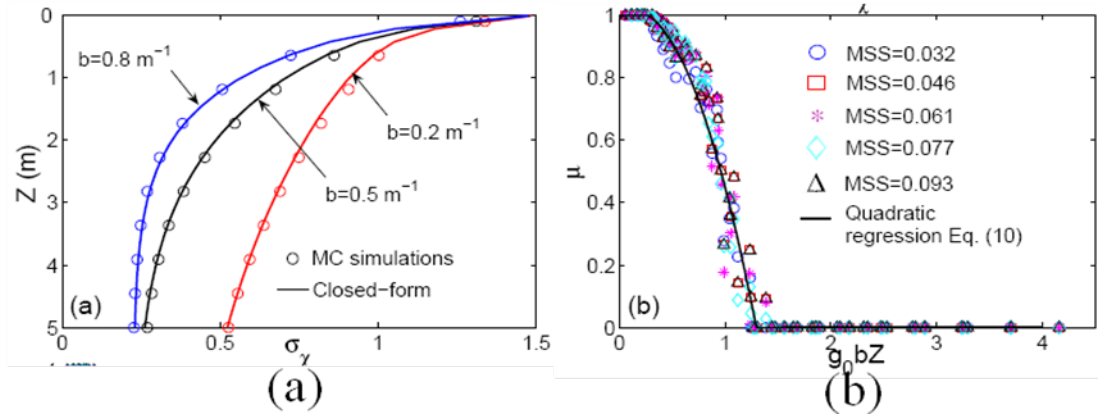 (a)
0
1
2
3
4
5
Z (m)
b=0.8 m⁻¹
b=0.2 m⁻¹
b=0.5 m⁻¹
MC simulations
Closed-form
(a)
0 0.5 1 1.5
σᵧ
(a)
(b)
1
0.8
0.6
0.4
0.2
0
μ
MSS=0.032
MSS=0.046
MSS=0.061
MSS=0.077
MSS=0.093
Quadratic
regression Eq. (10)
(b)
0 1 2 3 4
g₀bZ
(b)